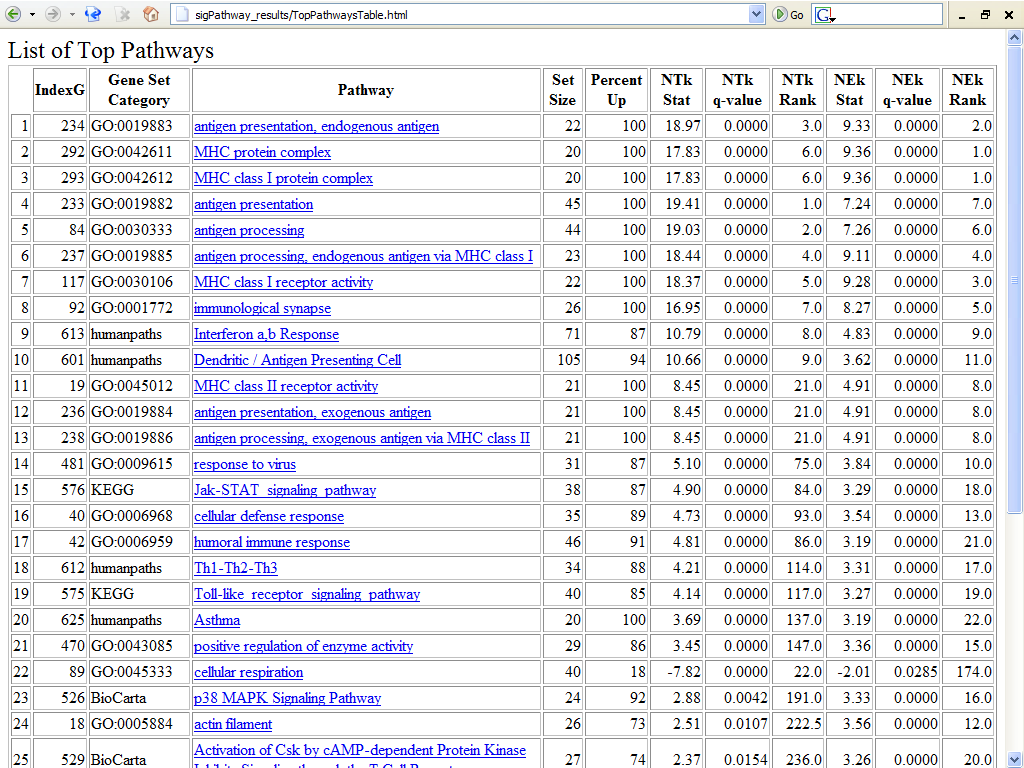 sigPathway_results/TopPathwaysTable.html Go G
List of Top Pathways
IndexG Gene Set Category Pathway Set Size Percent Up NTk Stat NTk q-value NTk Rank NEk Stat NEk q-value NEk Rank
1 234 GO:0019883 antigen presentation, endogenous antigen 22 100 18.97 0.0000 3.0 9.33 0.0000 2.0
2 292 GO:0042611 MHC protein complex 20 100 17.83 0.0000 6.0 9.36 0.0000 1.0
3 293 GO:0042612 MHC class I protein complex 20 100 17.83 0.0000 6.0 9.36 0.0000 1.0
4 233 GO:0019882 antigen presentation 45 100 19.41 0.0000 1.0 7.24 0.0000 7.0
5 84 GO:0030333 antigen processing 44 100 19.03 0.0000 2.0 7.26 0.0000 6.0
6 237 GO:0019885 antigen processing, endogenous antigen via MHC class I 23 100 18.44 0.0000 4.0 9.11 0.0000 4.0
7 117 GO:0030106 MHC class I receptor activity 22 100 18.37 0.0000 5.0 9.28 0.0000 3.0
8 92 GO:0001772 immunological synapse 26 100 16.95 0.0000 7.0 8.27 0.0000 5.0
9 613 humanpaths Interferon a,b Response 71 87 10.79 0.0000 8.0 4.83 0.0000 9.0
10 601 humanpaths Dendritic / Antigen Presenting Cell 105 94 10.66 0.0000 9.0 3.62 0.0000 11.0
11 19 GO:0045012 MHC class II receptor activity 21 100 8.45 0.0000 21.0 4.91 0.0000 8.0
12 236 GO:0019884 antigen presentation, exogenous antigen 21 100 8.45 0.0000 21.0 4.91 0.0000 8.0
13 238 GO:0019886 antigen processing, exogenous antigen via MHC class II 21 100 8.45 0.0000 21.0 4.91 0.0000 8.0
14 481 GO:0009615 response to virus 31 87 5.10 0.0000 75.0 3.84 0.0000 10.0
15 576 KEGG Jak-STAT_signaling_pathway 38 87 4.90 0.0000 84.0 3.29 0.0000 18.0
16 40 GO:0006968 cellular defense response 35 89 4.73 0.0000 93.0 3.54 0.0000 13.0
17 42 GO:0006959 humoral immune response 46 91 4.81 0.0000 86.0 3.19 0.0000 21.0
18 612 humanpaths Th1-Th2-Th3 34 88 4.21 0.0000 114.0 3.31 0.0000 17.0
19 575 KEGG Toll-like_receptor_signaling_pathway 40 85 4.14 0.0000 117.0 3.27 0.0000 19.0
20 625 humanpaths Asthma 20 100 3.69 0.0000 137.0 3.19 0.0000 22.0
21 470 GO:0043085 positive regulation of enzyme activity 29 86 3.45 0.0000 147.0 3.36 0.0000 15.0
22 89 GO:0045333 cellular respiration 40 18 -7.82 0.0000 22.0 -2.01 0.0285 174.0
23 526 BioCarta p38 MAPK Signaling Pathway 24 92 2.88 0.0042 191.0 3.33 0.0000 16.0
24 18 GO:0005884 actin filament 26 73 2.51 0.0107 222.5 3.56 0.0000 12.0
25 529 BioCarta Activation of Csk by cAMP-dependent Protein Kinase 27 74 2.37 0.0154 236.0 3.26 0.0000 20.0